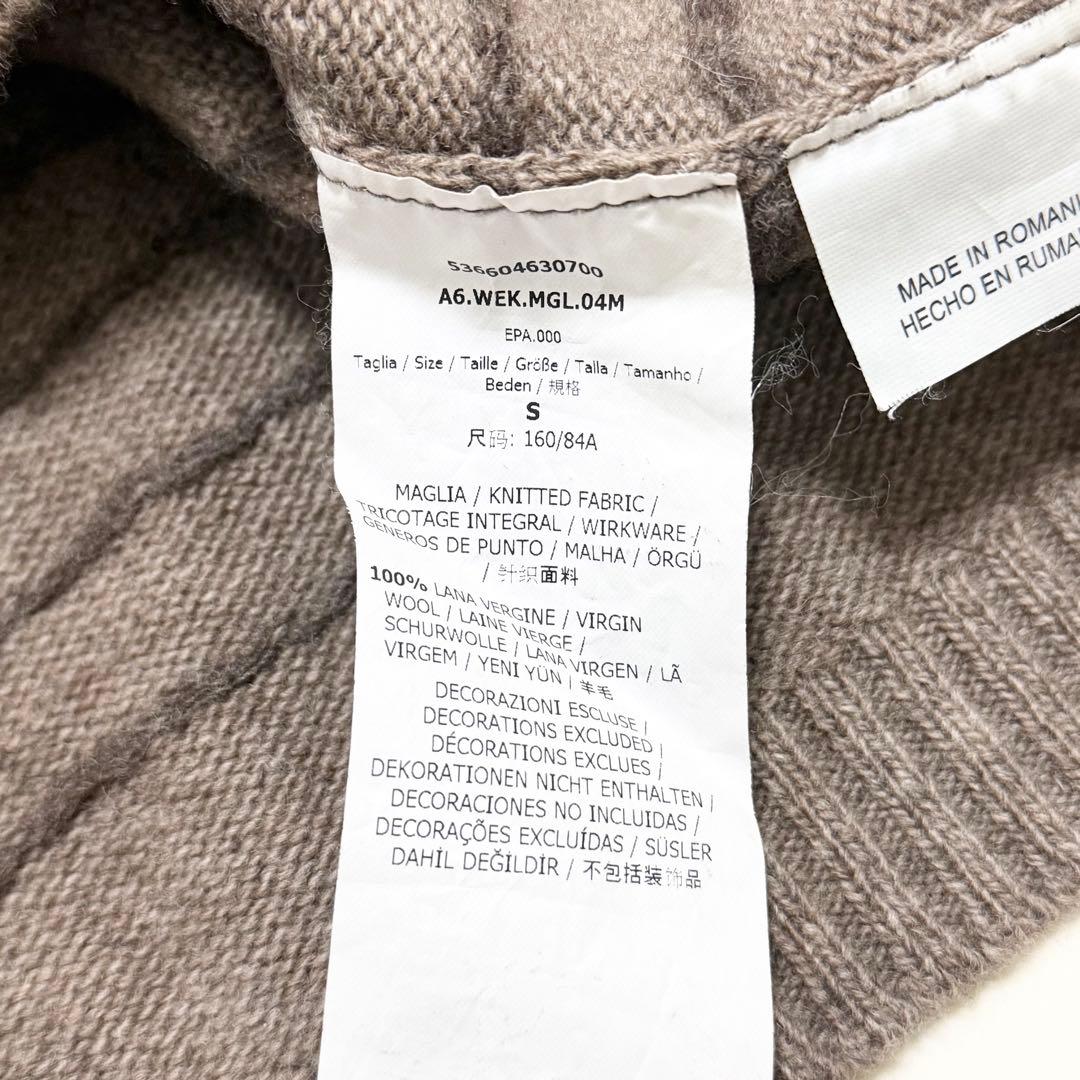 536604630700
A6.WEK.MGL.04M
EPA.000
Taglia / Size / Taille / Größe / Talla / Tamanho /
Beden / 規格
S
尺码: 160/84A
MAGLIA / KNITTED FABRIC /
TRICOTAGE INTEGRAL / WIRKWARE /
GÉNEROS DE PUNTO / MALHA / ÖRGÜ
/ 针织面料
100% LANA VERGINE / VIRGIN
WOOL / LAINE VIERGE /
SCHURWOLLE / LANA VIRGEN / LÃ
VIRGEM / YENI YÜN / 羊毛
DECORAZIONI ESCLUSE /
DECORATIONS EXCLUDED /
DÉCORATIONS EXCLUES /
DEKORATIONEN NICHT ENTHALTEN /
DECORACIONES NO INCLUIDAS /
DECORAÇÕES EXCLUÍDAS / SÜSLER
DAHİL DEĞİLDİR / 不包括装饰品
MADE IN ROMANI
HECHO EN RUMA